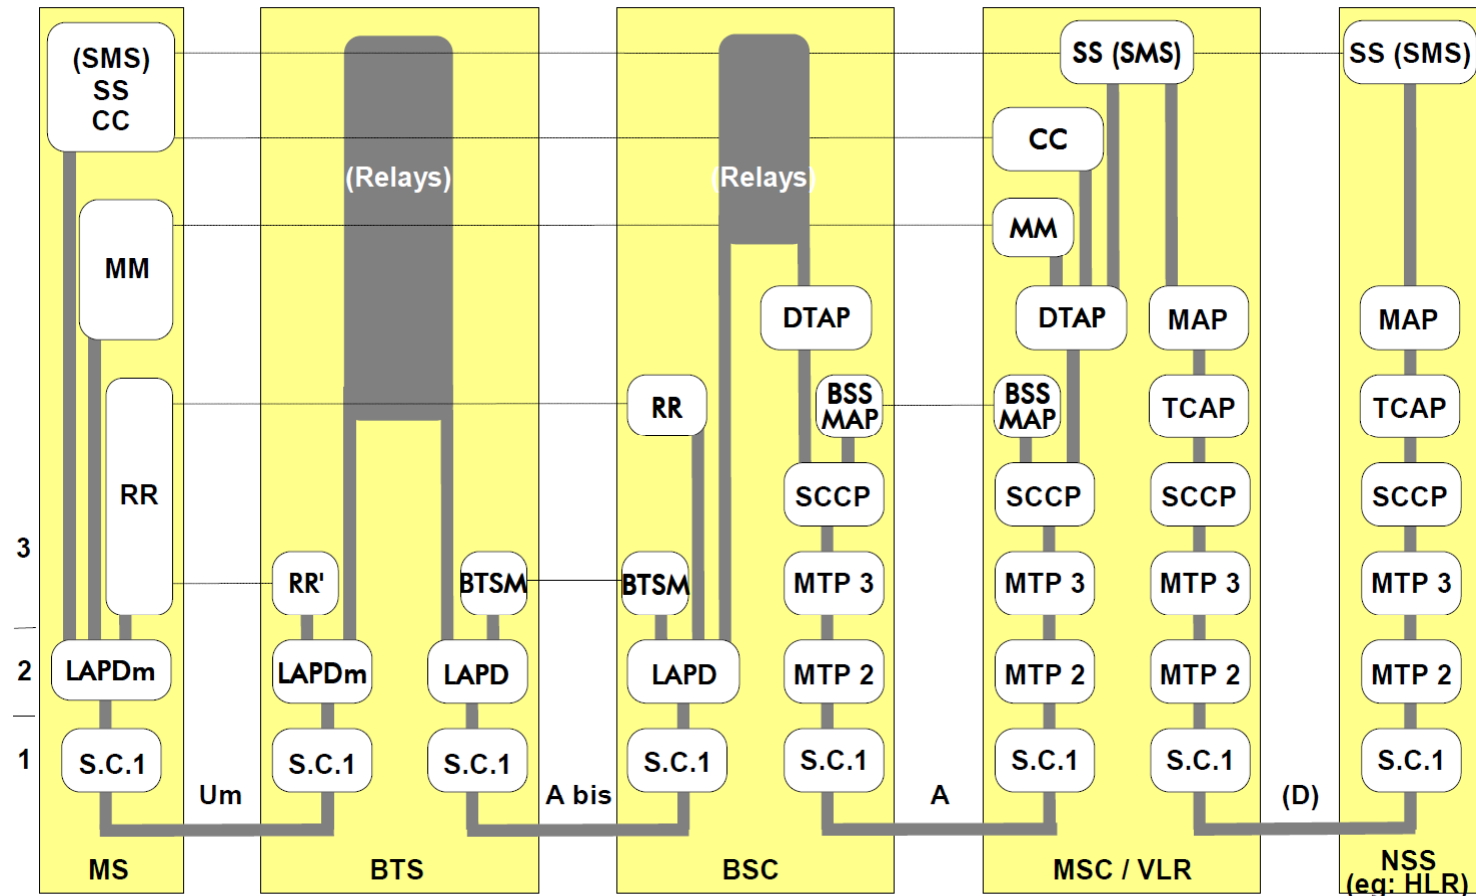 (SMS)
SS
CC
SS (SMS)
SS (SMS)
CC
(Relays)
(Relays)
MM
MM
DTAP
DTAP
MAP
MAP
RR
BSS
MAP
BSS
MAP
TCAP
TCAP
RR
SCCP
SCCP
SCCP
SCCP
3
RR'
BTSM
BTSM
MTP 3
MTP 3
MTP 3
MTP 3
2
LAPDm
LAPDm
LAPD
LAPD
MTP 2
MTP 2
MTP 2
MTP 2
1
S.C.1
S.C.1
S.C.1
S.C.1
S.C.1
S.C.1
S.C.1
S.C.1
Um
A bis
A
(D)
MS
BTS
BSC
MSC / VLR
NSS
(eg: HLR)